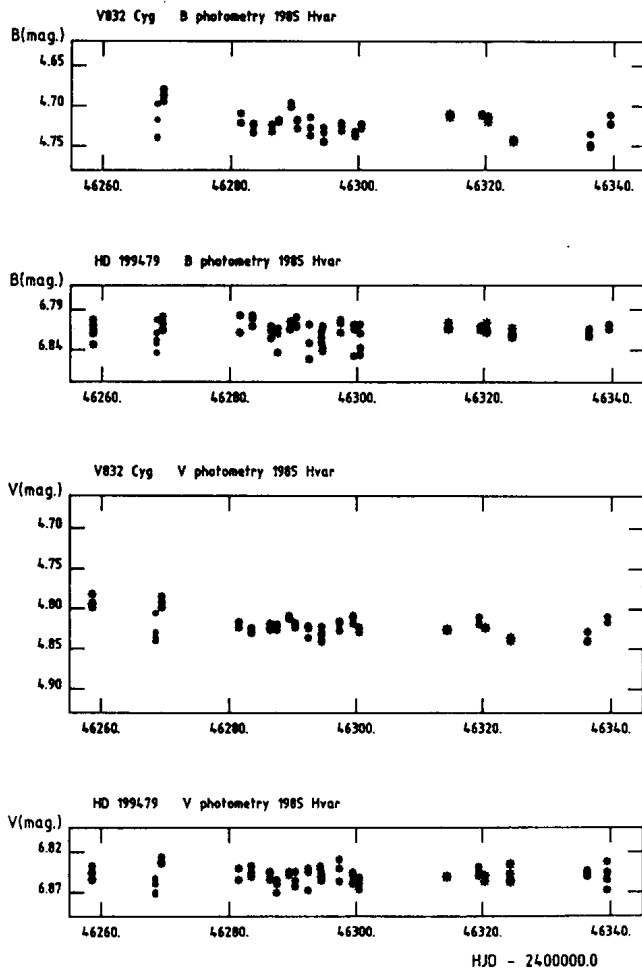 V832 Cyg B photometry 1985 Hvar
B(mag.)
4.65
4.70
4.75
46260. 46280. 46300. 46320. 46340.
HD 199479 B photometry 1985 Hvar
B(mag.)
6.79
6.84
46260. 46280. 46300. 46320. 46340.
V832 Cyg V photometry 1985 Hvar
V(mag.)
4.70
4.75
4.80
4.85
4.90
46260. 46280. 46300. 46320. 46340.
HD 199479 V photometry 1985 Hvar
V(mag.)
6.82
6.87
46260. 46280. 46300. 46320. 46340.
HJD - 2400000.0